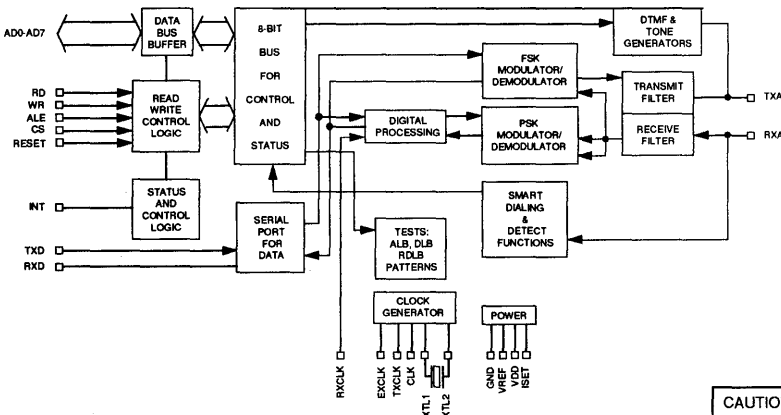 AD0-AD7
DATA
BUS
BUFFER
8-BIT
BUS
FOR
CONTROL
AND
STATUS
DTMF &
TONE
GENERATORS
RD
WR
ALE
CS
RESET
READ
WRITE
CONTROL
LOGIC
FSK
MODULATOR/
DEMODULATOR
TRANSMIT
FILTER
TXA
DIGITAL
PROCESSING
PSK
MODULATOR/
DEMODULATOR
RECEIVE
FILTER
RXA
INT
STATUS
AND
CONTROL
LOGIC
SMART
DIALING
&
DETECT
FUNCTIONS
TXD
RXD
SERIAL
PORT
FOR
DATA
TESTS:
ALB, DLB
RDLB
PATTERNS
CLOCK
GENERATOR
POWER
RXCLK
EXCLK
TXCLK
CLK
XTL1
XTL2
GND
VREF
VDD
ISET
CAUTIO